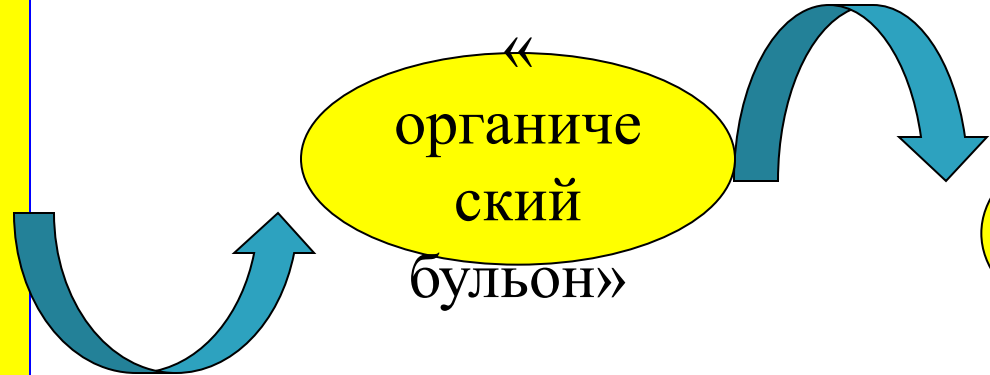 «
органиче
ский
бульон»